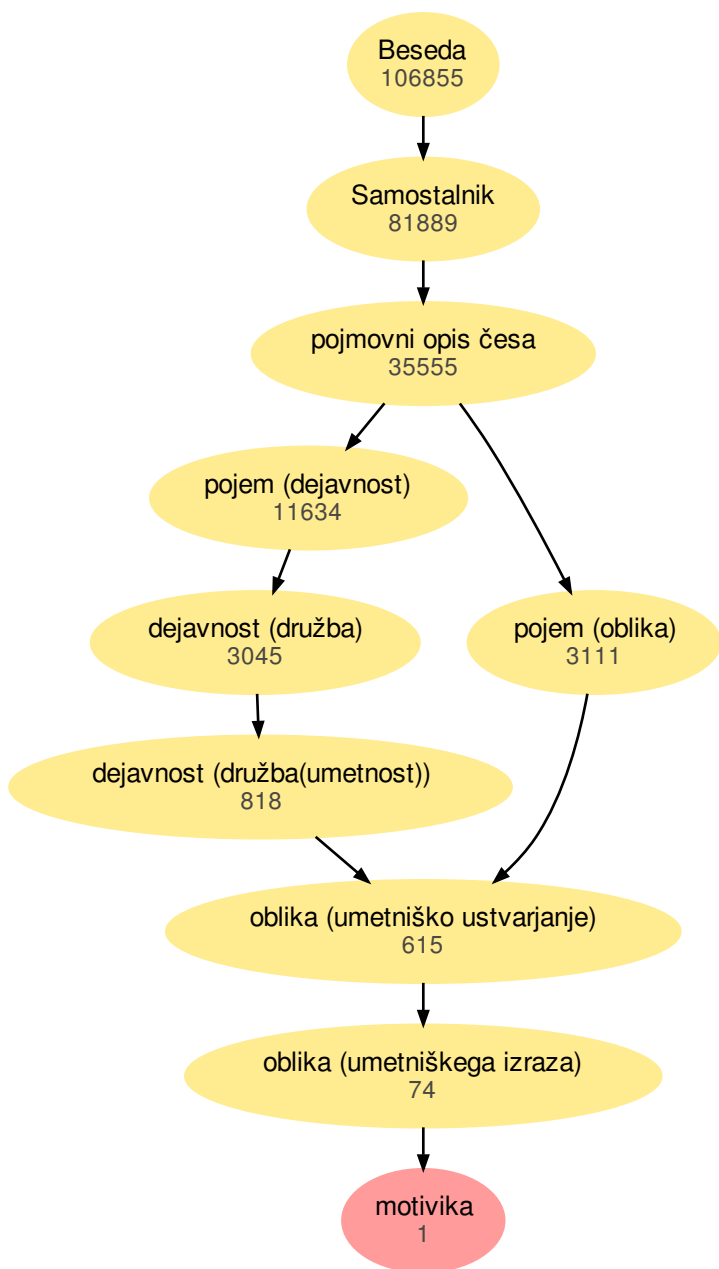 Beseda
106855
Samostalnik
81889
pojmovni opis česa
35555
pojem (dejavnost)
11634
dejavnost (družba)
3045
pojem (oblika)
3111
dejavnost (družba(umetnost))
818
oblika (umetniško ustvarjanje)
615
oblika (umetniškega izraza)
74
motivika
1